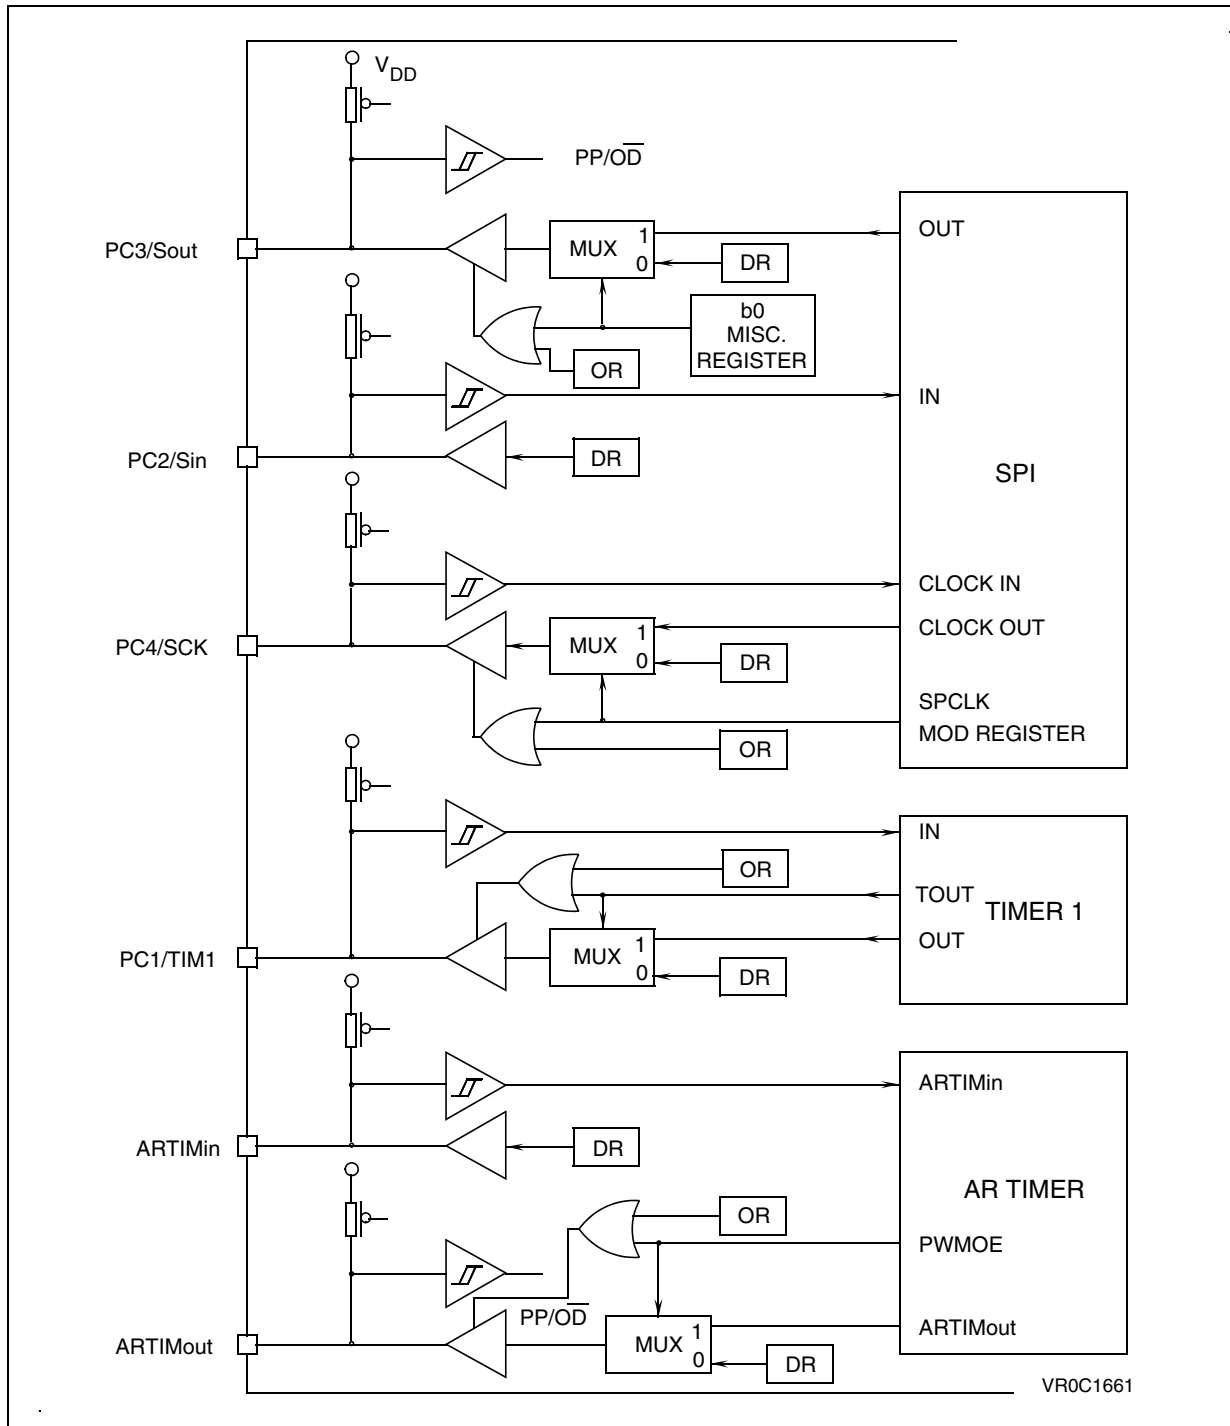 VDD
PP/OD
PC3/Sout
MUX
1
0
OUT
DR
b0
MISC.
REGISTER
OR
IN
PC2/Sin
DR
SPI
CLOCK IN
CLOCK OUT
PC4/SCK
MUX
1
0
DR
SPCLK
MOD REGISTER
OR
IN
OR
TOUT
TIMER 1
OUT
PC1/TIM1
MUX
1
0
DR
ARTIMin
ARTIMin
DR
AR TIMER
OR
PWMOE
PP/OD
ARTIMout
MUX
1
0
ARTIMout
DR
VR0C1661